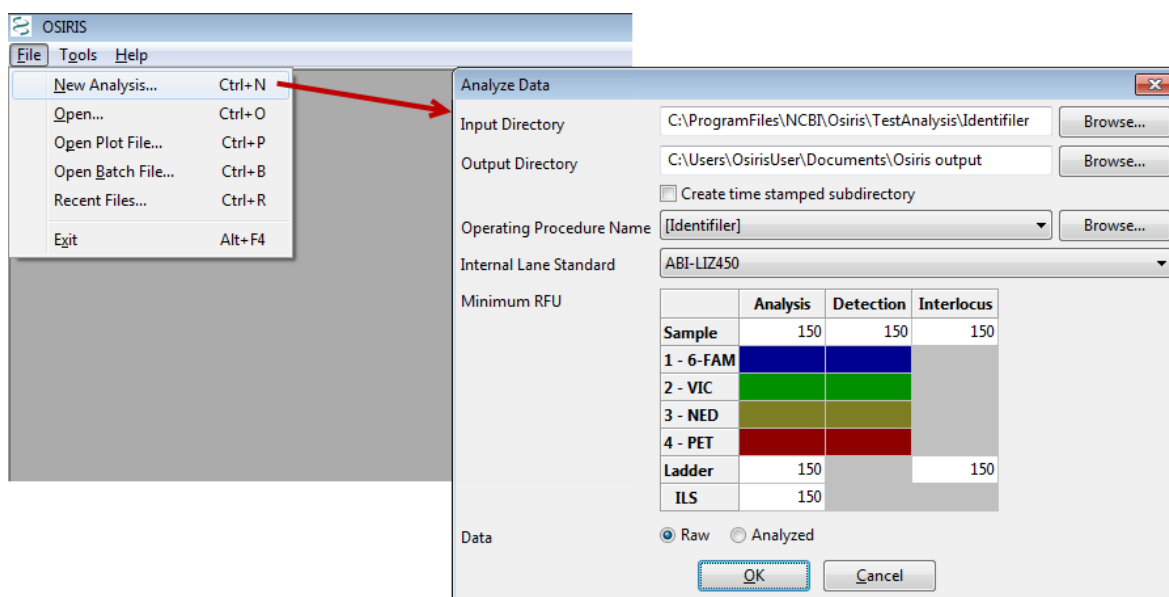 OSIRIS
File Tools Help
New Analysis... Ctrl+N
Open... Ctrl+O
Open Plot File... Ctrl+P
Open Batch File... Ctrl+B
Recent Files... Ctrl+R
Exit Alt+F4
Analyze Data
Input Directory C:\ProgramFiles\NCBI\Osiris\TestAnalysis\Identifiler Browse...
Output Directory C:\Users\OsirisUser\Documents\Osiris output Browse...
Create time stamped subdirectory
Operating Procedure Name [Identifiler] Browse...
Internal Lane Standard ABI-LIZ450
Minimum RFU Analysis Detection Interlocus
Sample 150 150 150
1 - 6-FAM
2 - VIC
3 - NED
4 - PET
Ladder 150 150
ILS 150
Data Raw Analyzed
OK Cancel